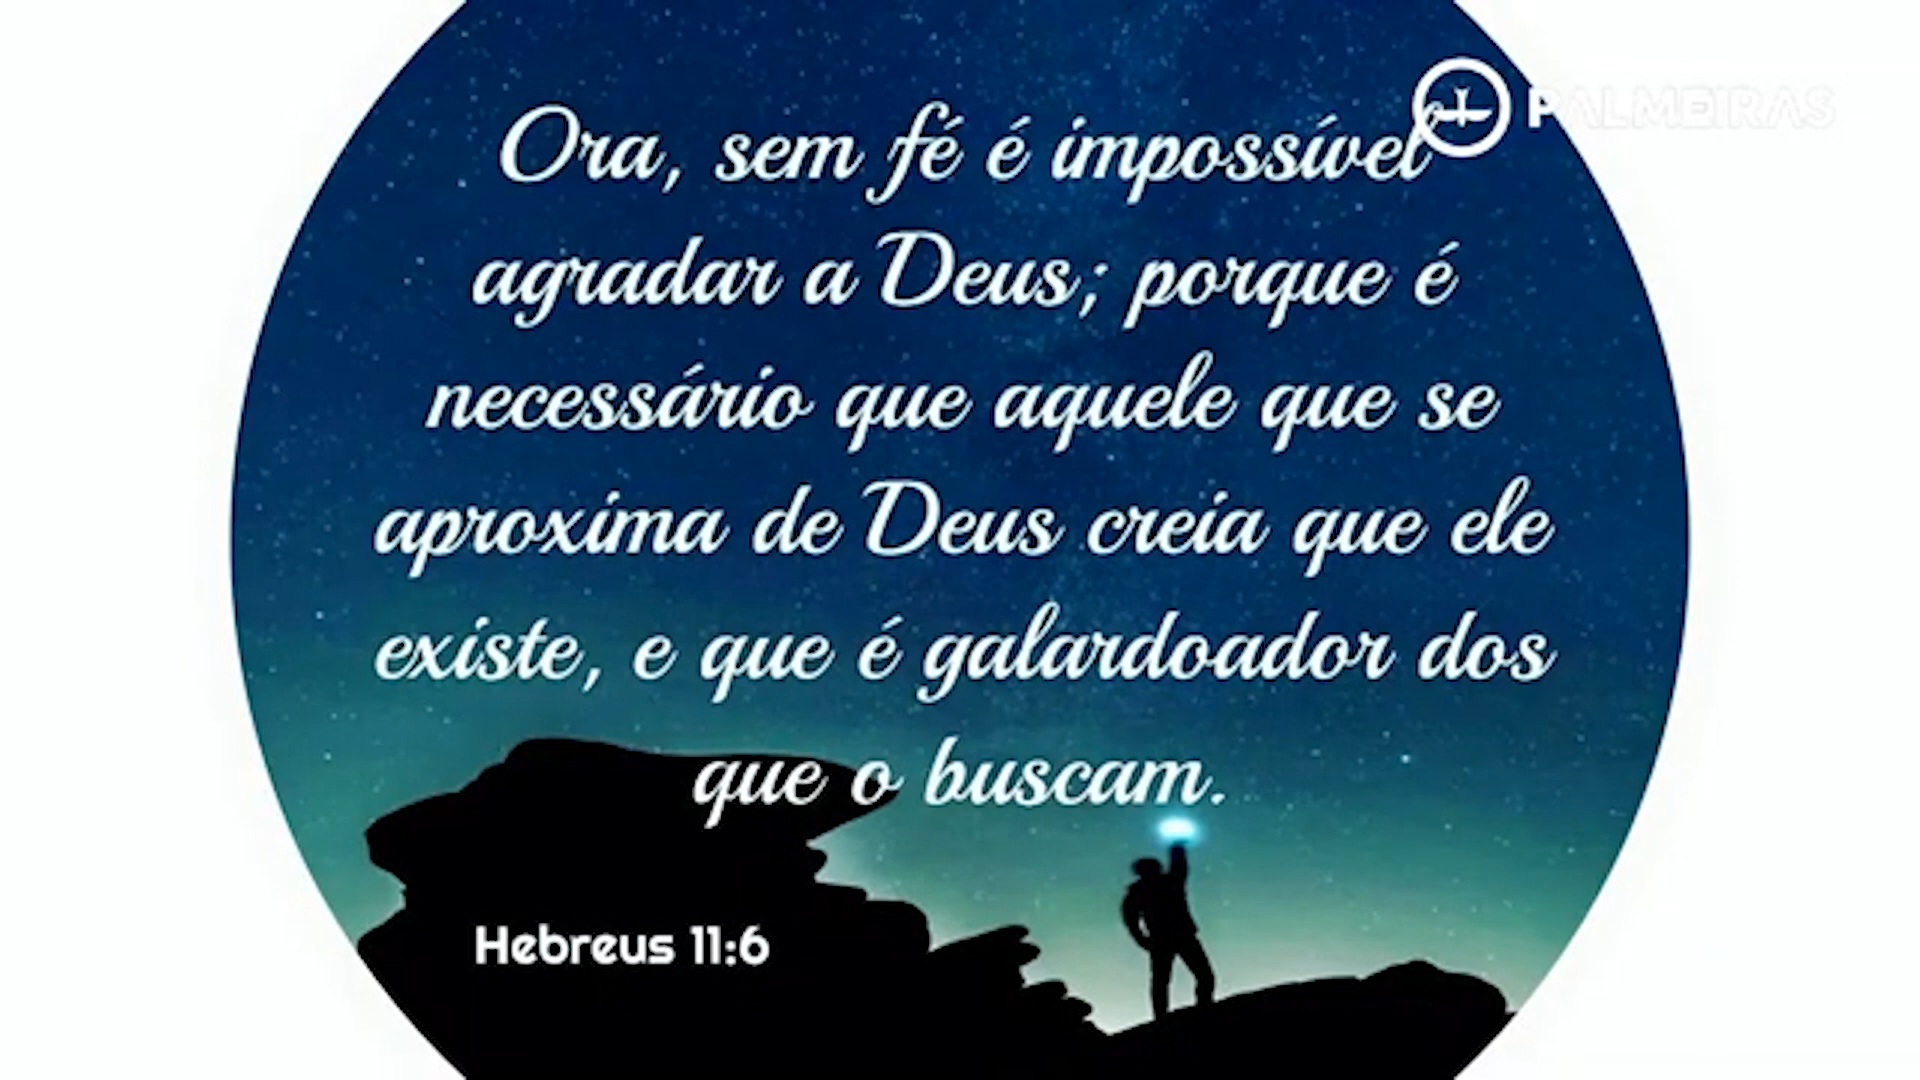 PALMEIRAS
Ora, sem fé é impossível
agradar a Deus; porque é
necessário que aquele que se
aproxima de Deus creia que ele
existe, e que é galardoador dos
que o buscam.
Hebreus 11:6